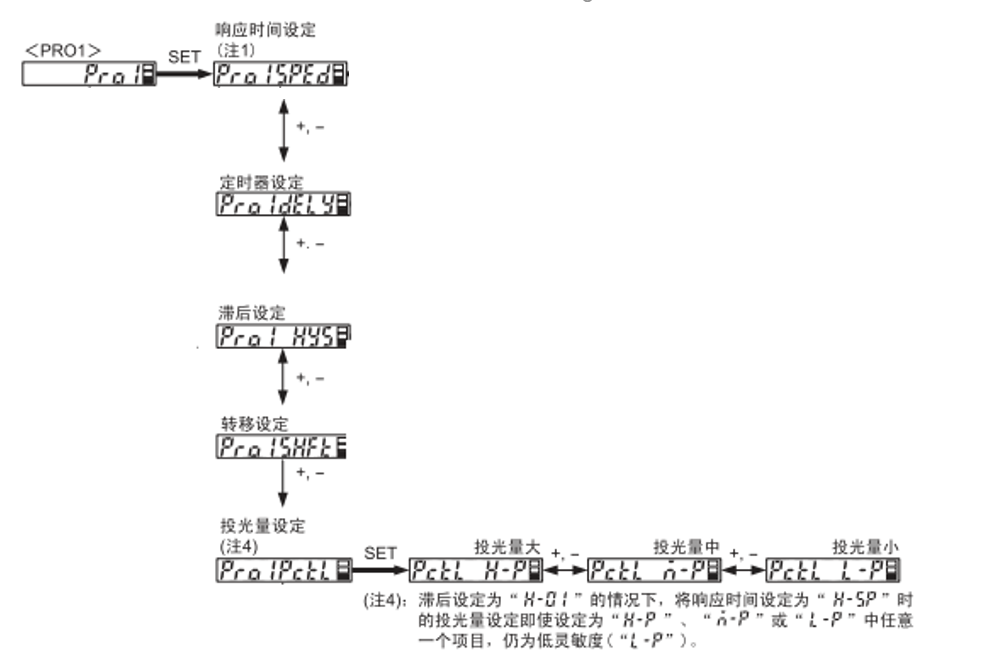 响应时间设定
<PRO1>
SET
(注1)
Pro1
Pro1SPEd
+, −
定时器设定
Pro1dELY
+. −
滞后设定
Pro1 HYS
+, −
转移设定
Pro1SHFt
+, −
投光量设定
(注4)
Pro1PctL
SET
投光量大
PctL H-P
+, −
投光量中
PctL ñ-P
+, −
投光量小
PctL L-P
(注4)：滞后设定为“H-01”的情况下，将响应时间设定为“H-SP”时
的投光量设定即使设定为“H-P”、“ñ-P”或“L-P”中任意
一个项目，仍为低灵敏度(“L-P”)。